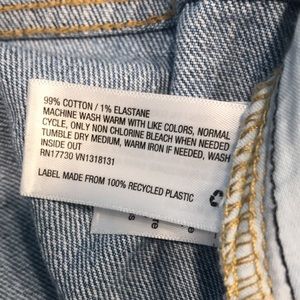 99% COTTON / 1% ELASTANE
MACHINE WASH WARM WITH LIKE COLORS, NORMAL
CYCLE, ONLY NON CHLORINE BLEACH WHEN NEEDED
TUMBLE DRY MEDIUM, WARM IRON IF NEEDED, WASH
INSIDE OUT
RN17730 VN1318131
LABEL MADE FROM 100% RECYCLED PLASTIC